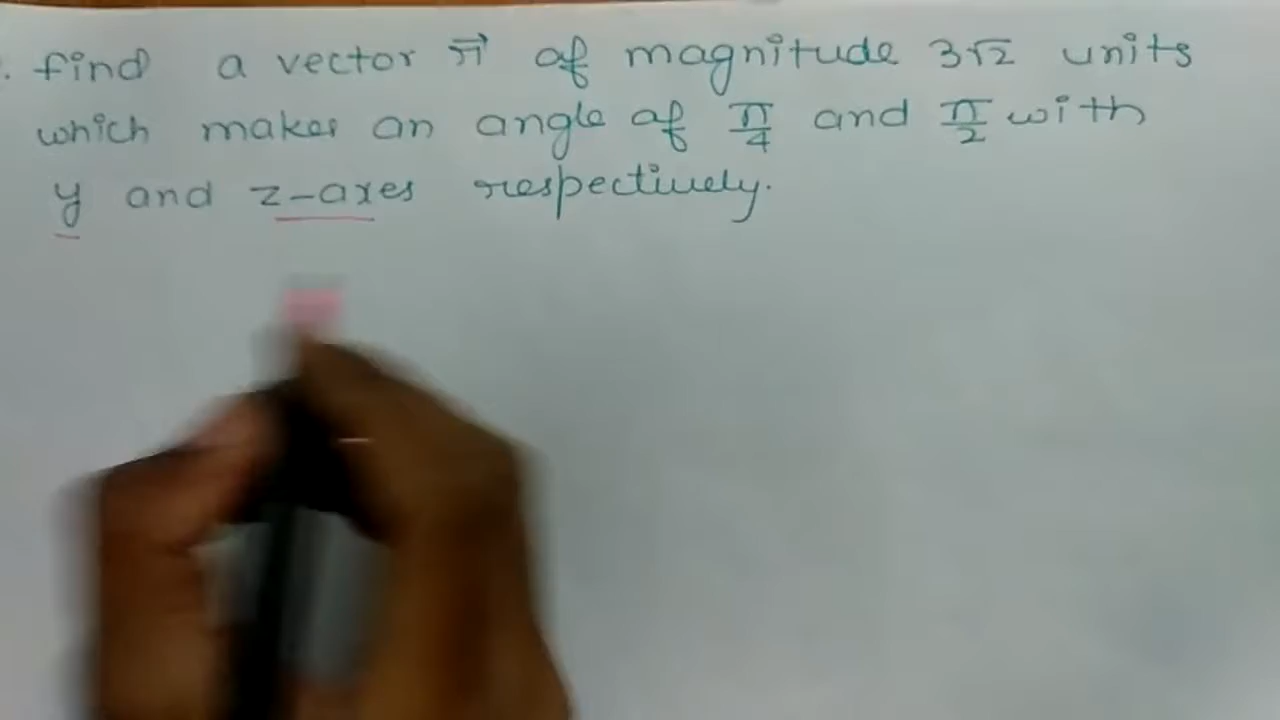 . find a vector r⃗ of magnitude 3√2 units
which makes an angle of π/4 and π/2 with
y and z-axes respectively.